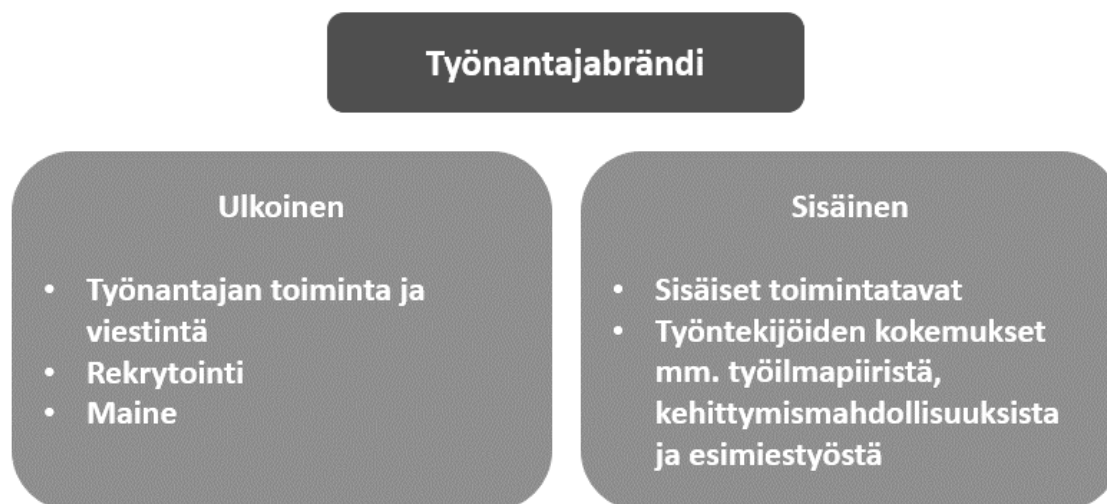 Työnantajabrändi
Ulkoinen
• Työnantajan toiminta ja
viestintä
• Rekrytointi
• Maine
Sisäinen
• Sisäiset toimintatavat
• Työntekijöiden kokemukset
mm. työilmapiiristä,
kehittymismahdollisuuksista
ja esimiestyöstä